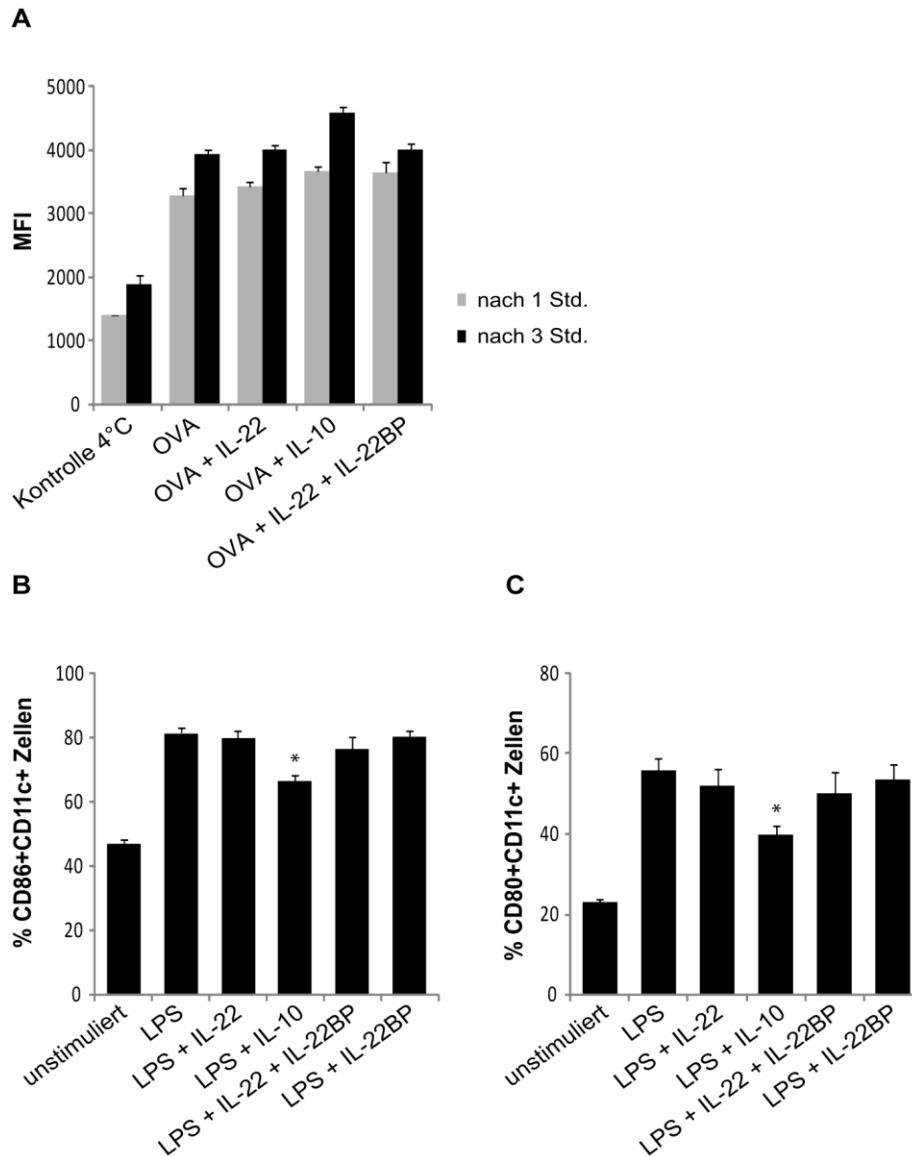 A
5000
4000
3000
2000
1000
0
MFI
Kontrolle 4°C
OVA
OVA + IL-22
OVA + IL-10
OVA + IL-22 + IL-22BP
nach 1 Std.
nach 3 Std.
B
100
80
60
40
20
0
% CD86+CD11c+ Zellen
*
unstimuliert
LPS
LPS + IL-22
LPS + IL-10
LPS + IL-22 + IL-22BP
LPS + IL-22BP
C
80
60
40
20
0
% CD80+CD11c+ Zellen
*
unstimuliert
LPS
LPS + IL-22
LPS + IL-10
LPS + IL-22 + IL-22BP
LPS + IL-22BP